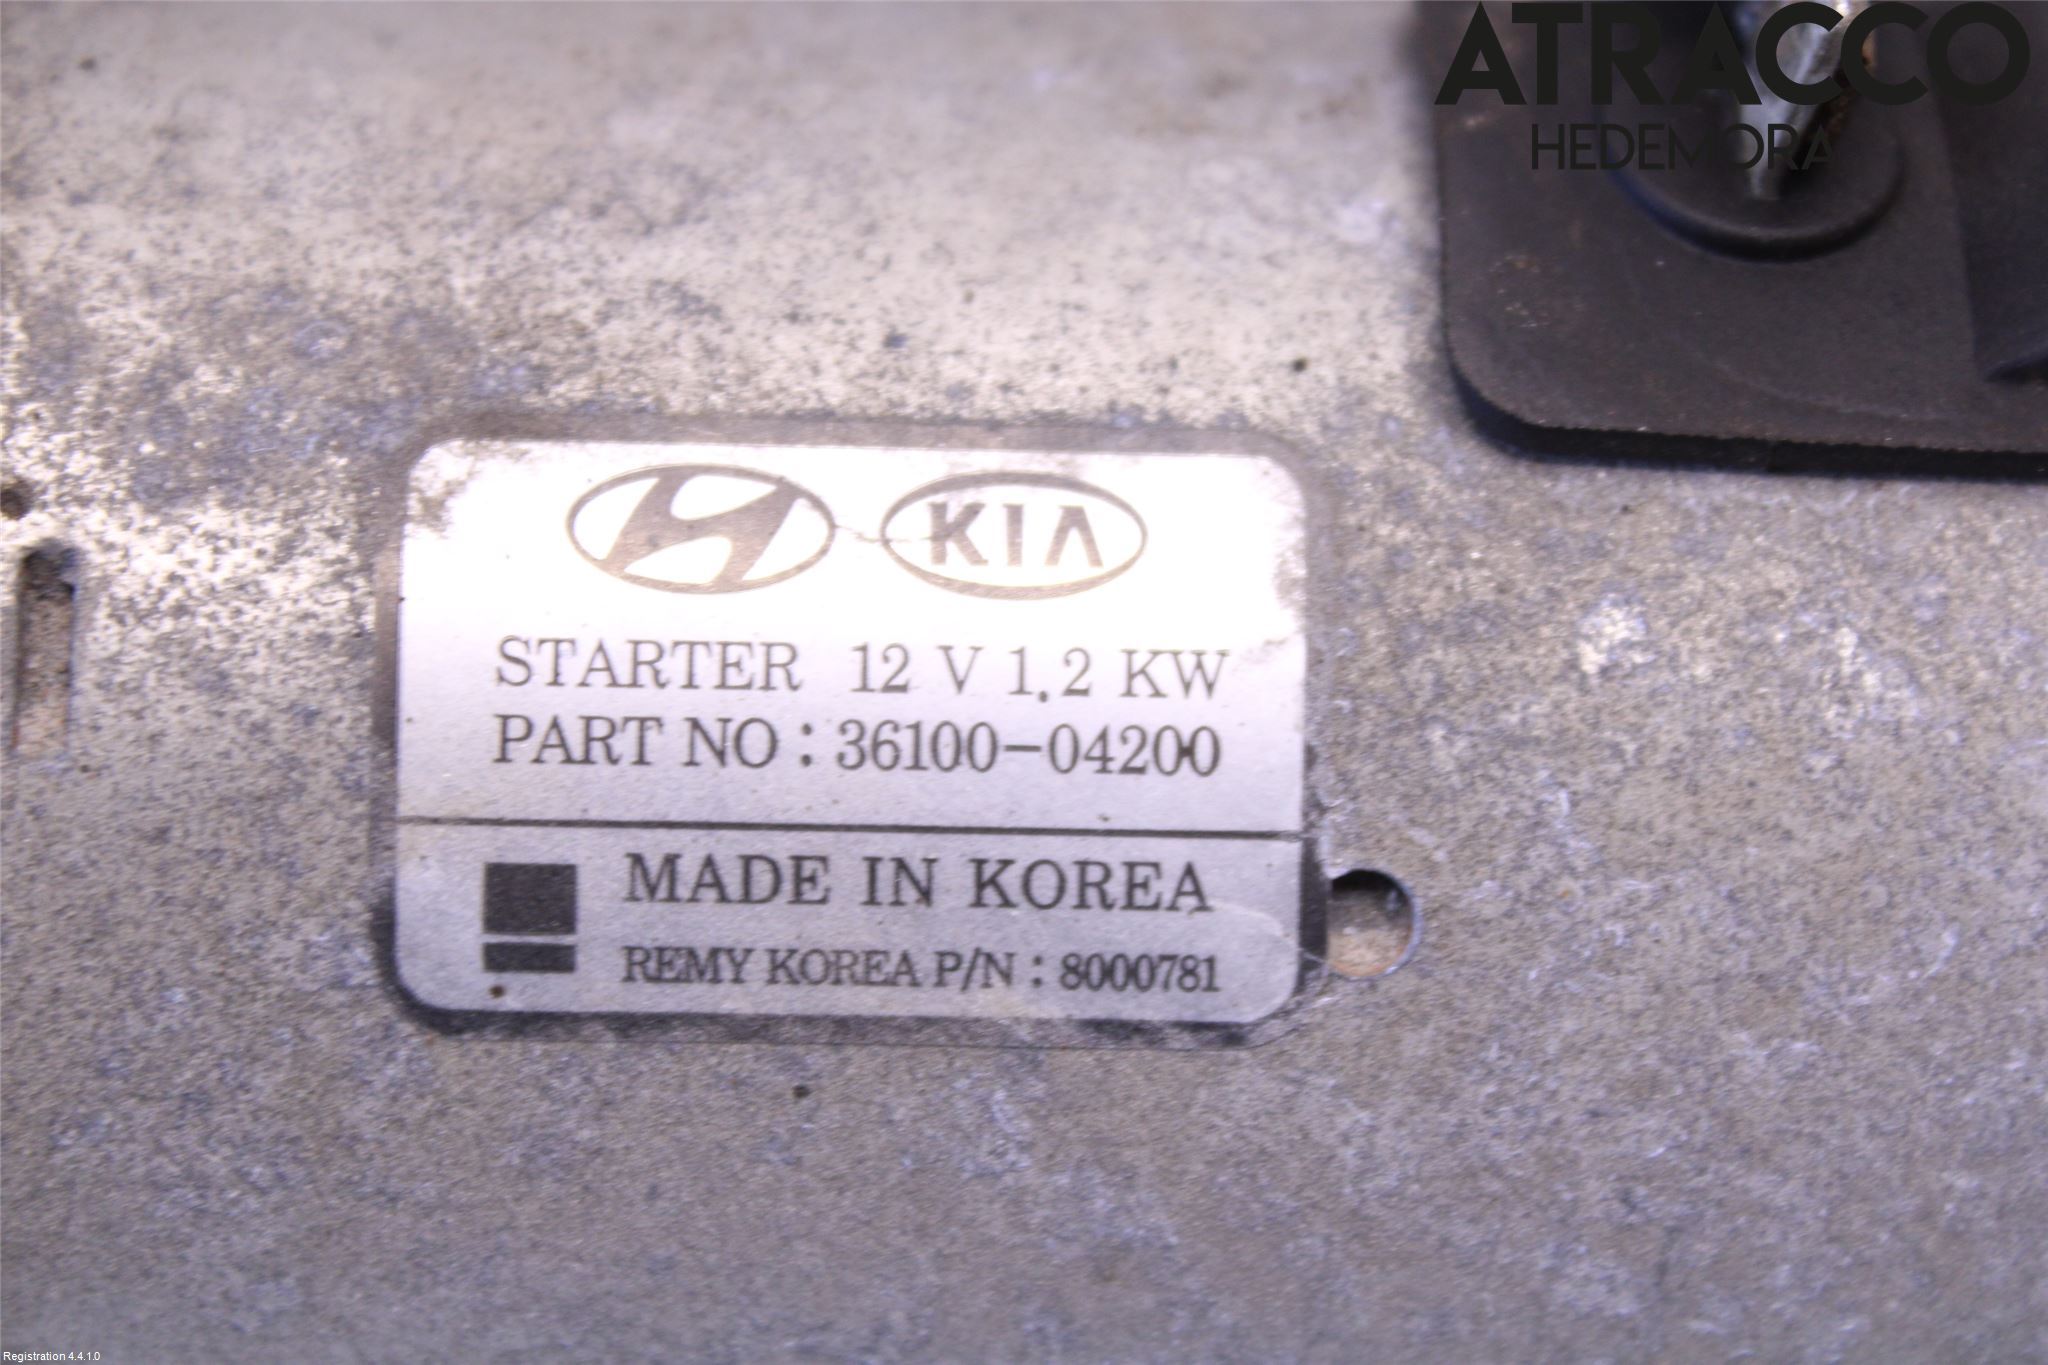 ATRACCO
HEDEMORA
KIA
STARTER 12 V 1.2 KW
PART NO : 36100-04200
MADE IN KOREA
REMY KOREA P/N : 8000781
Registration 4.4.1.0